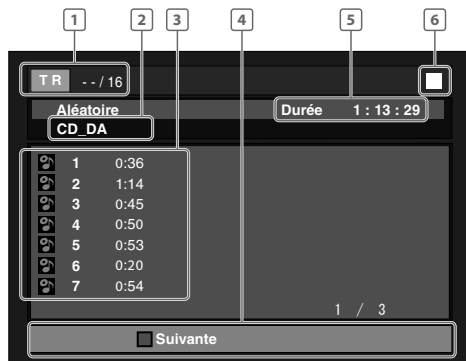 1 2 3 4 5 6
T R - - / 16
Aléatoire Durée 1 : 13 : 29
CD_DA
1 0:36
2 1:14
3 0:45
4 0:50
5 0:53
6 0:20
7 0:54
1 / 3
Suivante